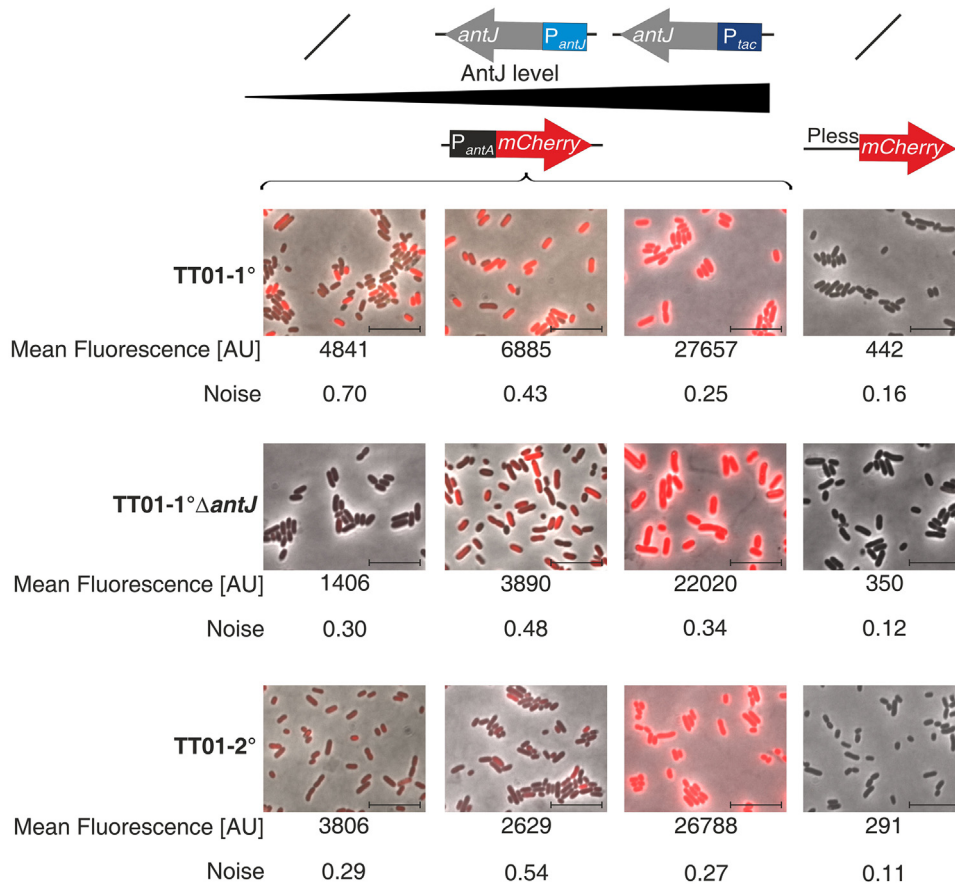 antJ PantJ antJ Ptac
AntJ level
PantA mCherry Pless mCherry
TT01-1°
Mean Fluorescence [AU] 4841 6885 27657 442
Noise 0.70 0.43 0.25 0.16
TT01-1°ΔantJ
Mean Fluorescence [AU] 1406 3890 22020 350
Noise 0.30 0.48 0.34 0.12
TT01-2°
Mean Fluorescence [AU] 3806 2629 26788 291
Noise 0.29 0.54 0.27 0.11